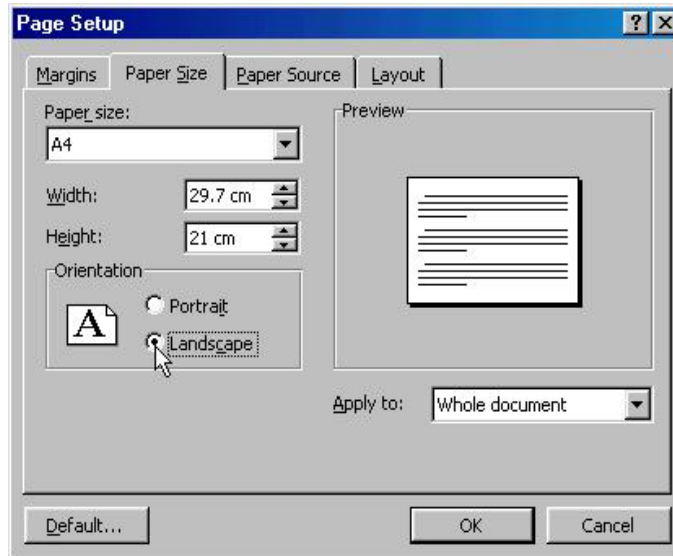 Page Setup
Margins Paper Size Paper Source Layout
Paper size:
A4
Width: 29.7 cm
Height: 21 cm
Orientation
A
Portrait
Landscape
Preview
Apply to: Whole document
Default... OK Cancel